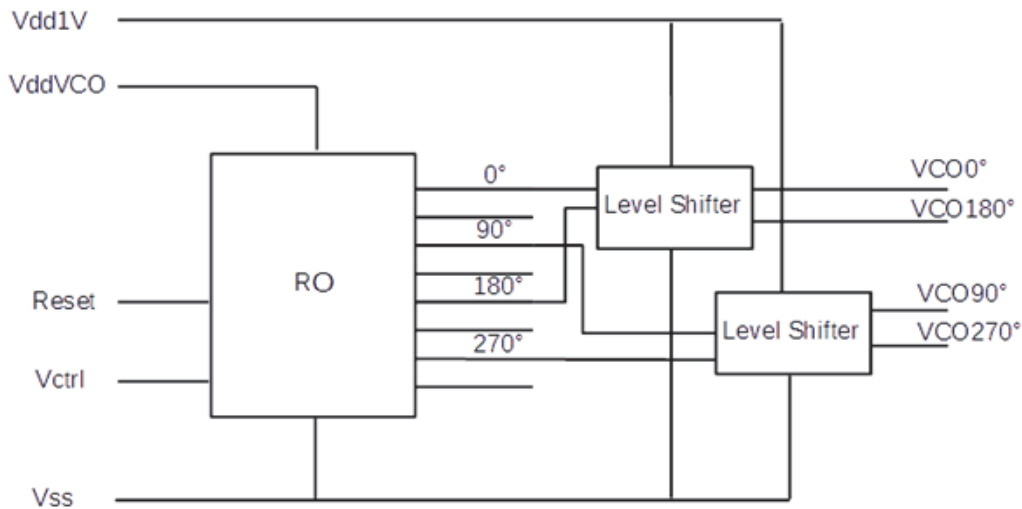 Vdd1V
VddVCO
0°
VCO0°
Level Shifter
VCO180°
90°
RO
180°
Reset
VCO90°
Level Shifter
VCO270°
270°
Vctrl
Vss